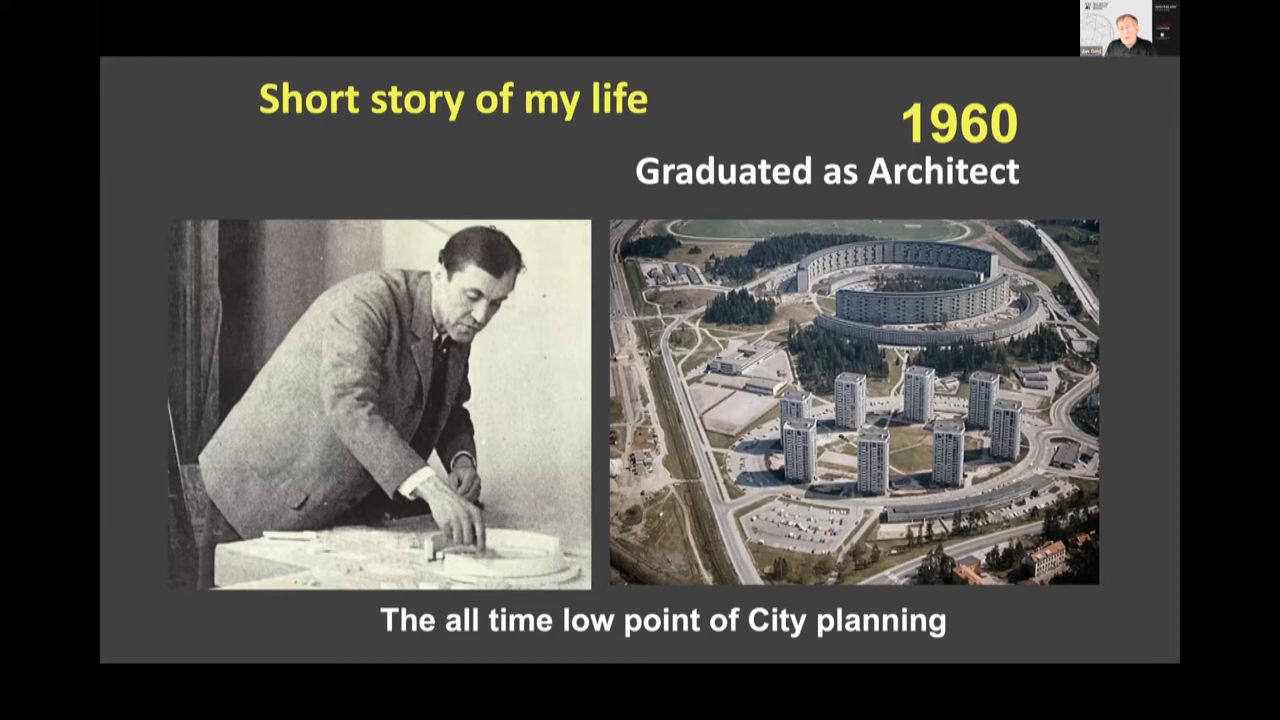 Short story of my life
1960
Graduated as Architect
The all time low point of City planning